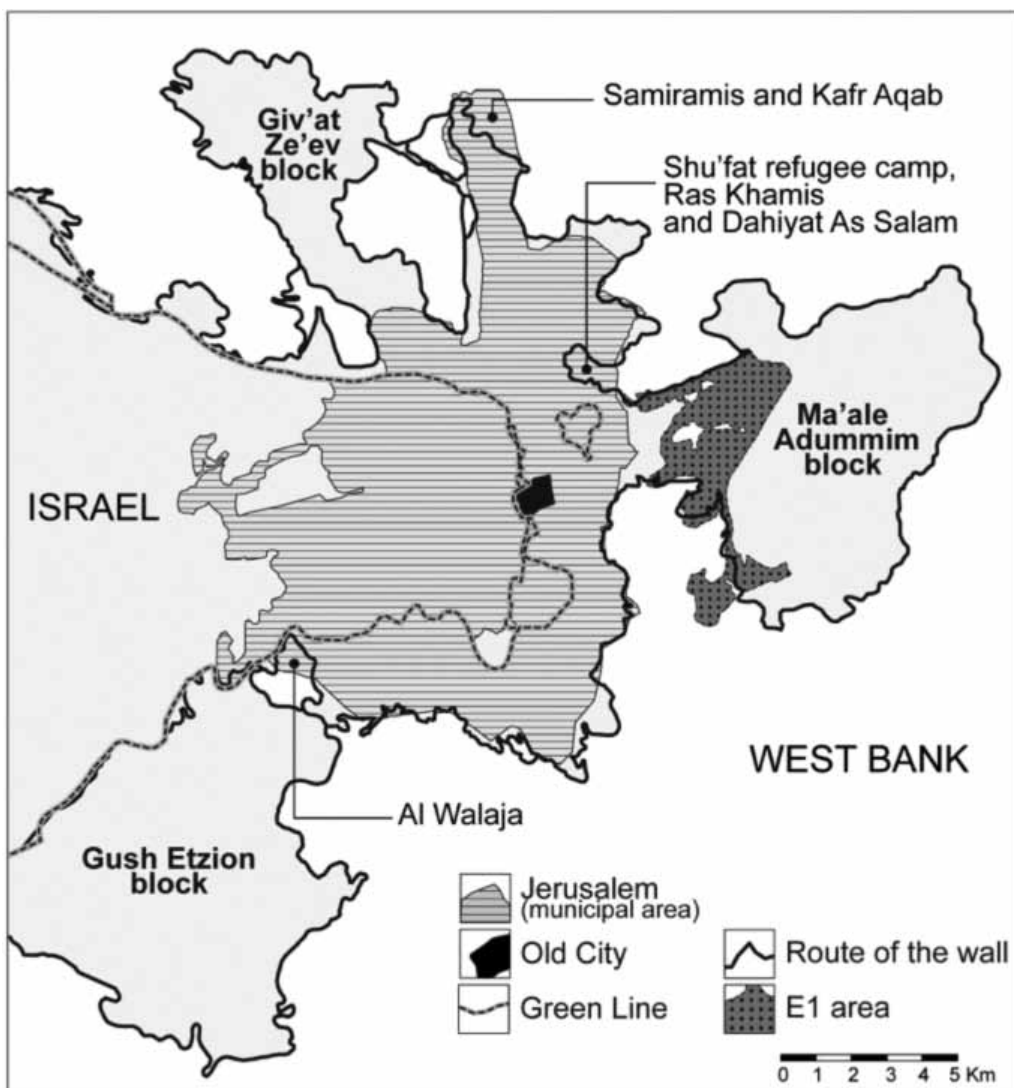 Samiramis and Kafr Aqab
Giv'at
Ze'ev
block
Shu'fat refugee camp,
Ras Khamis
and Dahiyat As Salam
Ma'ale
Adummim
block
ISRAEL
WEST BANK
Al Walaja
Gush Etzion
block
Jerusalem
(municipal area)
Old City
Green Line
Route of the wall
E1 area
0 1 2 3 4 5 Km